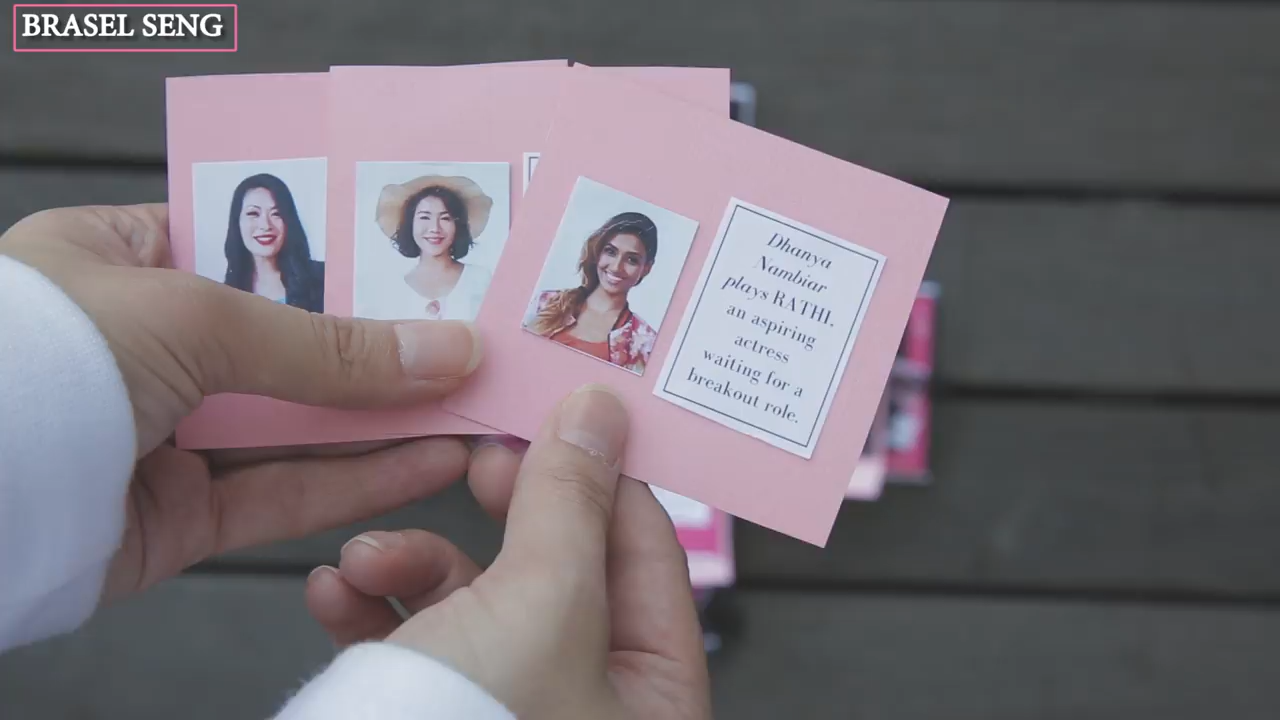 BRASEL SENG
Dhanya
Nambiar
plays RATHI,
an aspiring
actress
waiting for a
breakout role.